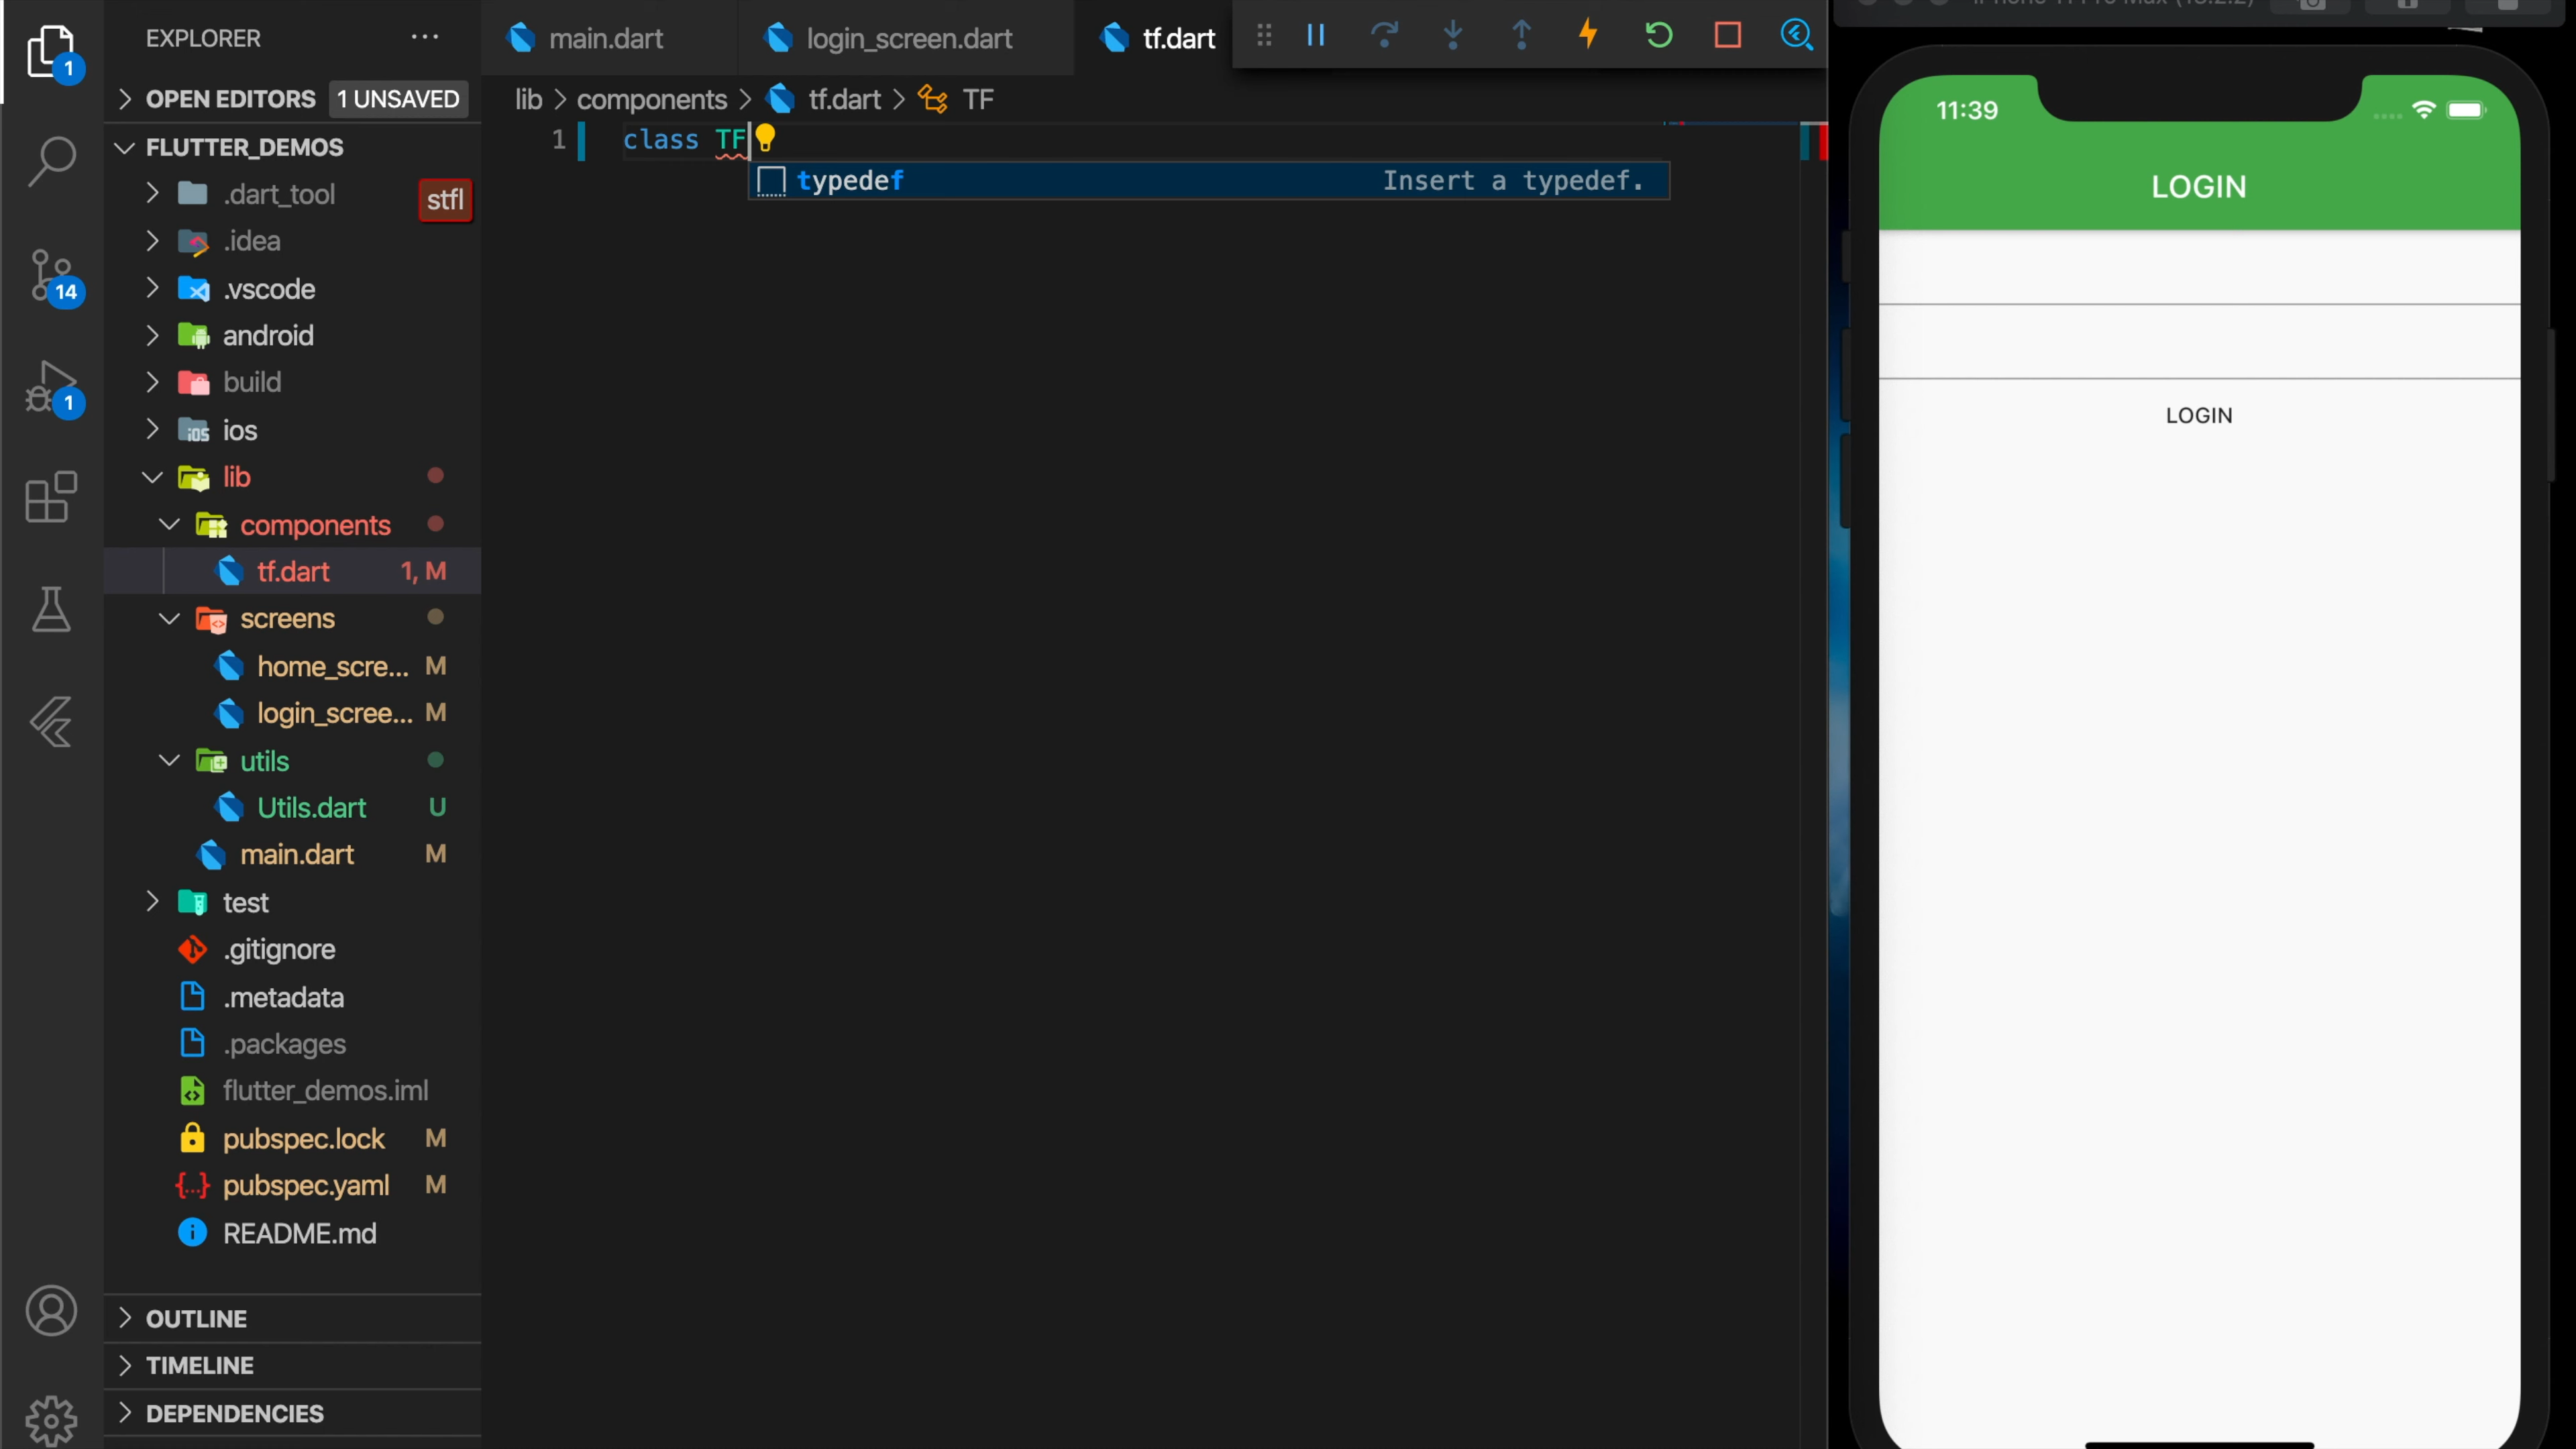 EXPLORER
1
OPEN EDITORS 1 UNSAVED
FLUTTER_DEMOS
.dart_tool
stfl
.idea
.vscode
14
android
build
1
ios
lib
components
tf.dart 1, M
screens
home_scre... M
login_scree... M
utils
Utils.dart U
main.dart M
test
.gitignore
.metadata
.packages
flutter_demos.iml
pubspec.lock M
pubspec.yaml M
README.md
OUTLINE
TIMELINE
DEPENDENCIES
main.dart login_screen.dart tf.dart
lib > components > tf.dart > TF
1 class TF
typedef Insert a typedef.
11:39
LOGIN
LOGIN